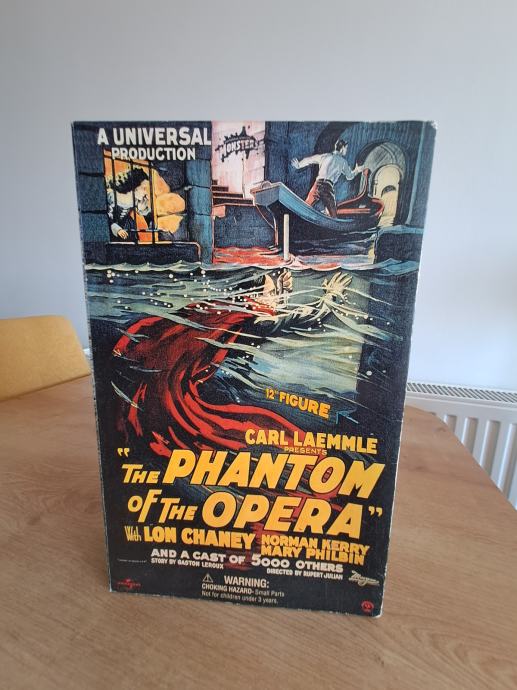 A UNIVERSAL
PRODUCTION
MONSTERS
12" FIGURE
CARL LAEMMLE
PRESENTS
"THE PHANTOM
OF THE OPERA"
With LON CHANEY NORMAN KERRY
MARY PHILBIN
AND A CAST OF 5000 OTHERS
STORY BY GASTON LEROUX DIRECTED BY RUPERT JULIAN
WARNING:
CHOKING HAZARD- Small Parts
Not for children under 3 years.